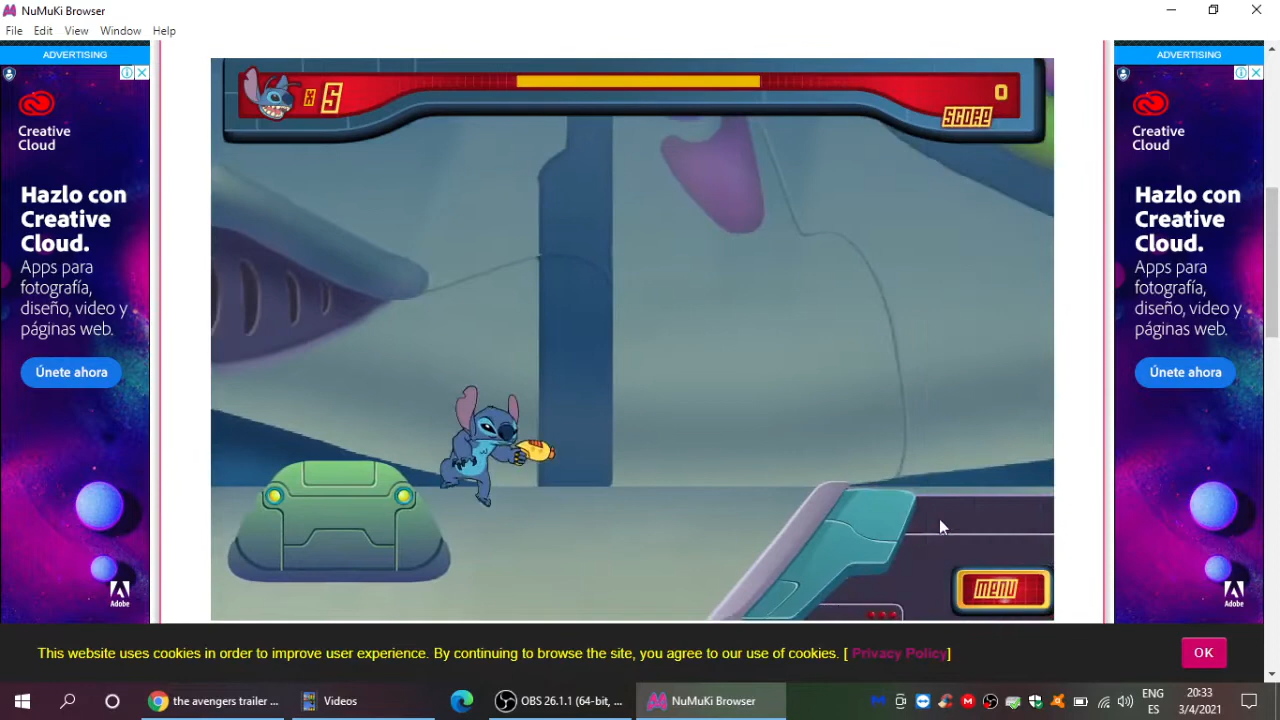 NuMuKi Browser
File Edit View Window Help
ADVERTISING
Creative
Cloud
Hazlo con
Creative
Cloud.
Apps para
fotografía,
diseño, video y
páginas web.
Únete ahora
Adobe
x 5
0
SCORE
MENU
ADVERTISING
Creative
Cloud
Hazlo con
Creative
Cloud.
Apps para
fotografía,
diseño, video y
páginas web.
Únete ahora
Adobe
This website uses cookies in order to improve user experience. By continuing to browse the site, you agree to our use of cookies. [ Privacy Policy]
OK
the avengers trailer ...
Videos
OBS 26.1.1 (64-bit, ...
NuMuKi Browser
ENG
ES
20:33
3/4/2021